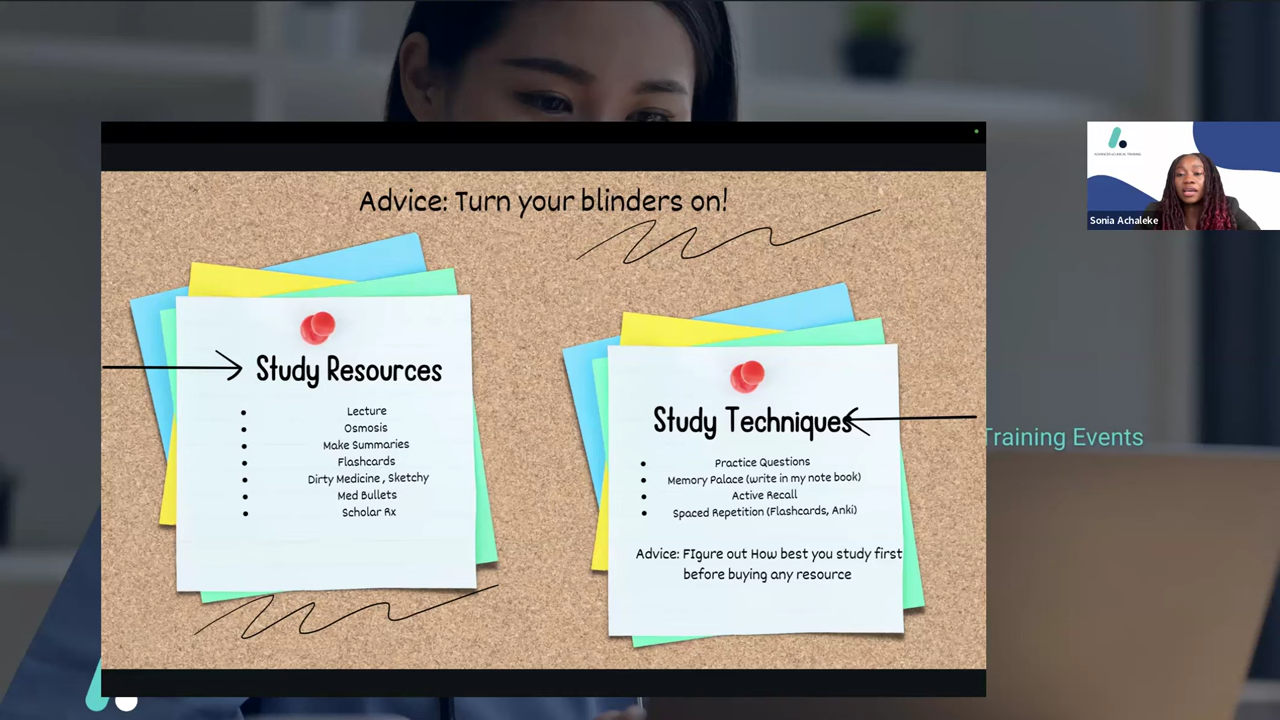 Advice: Turn your blinders on!
Study Resources
Lecture
Osmosis
Make Summaries
Flashcards
Dirty Medicine , Sketchy
Med Bullets
Scholar Rx
Study Techniques
Practice Questions
Memory Palace (write in my note book)
Active Recall
Spaced Repetition (Flashcards, Anki)
Advice: FIgure out How best you study first
before buying any resource
Training Events
Sonia Achaleke